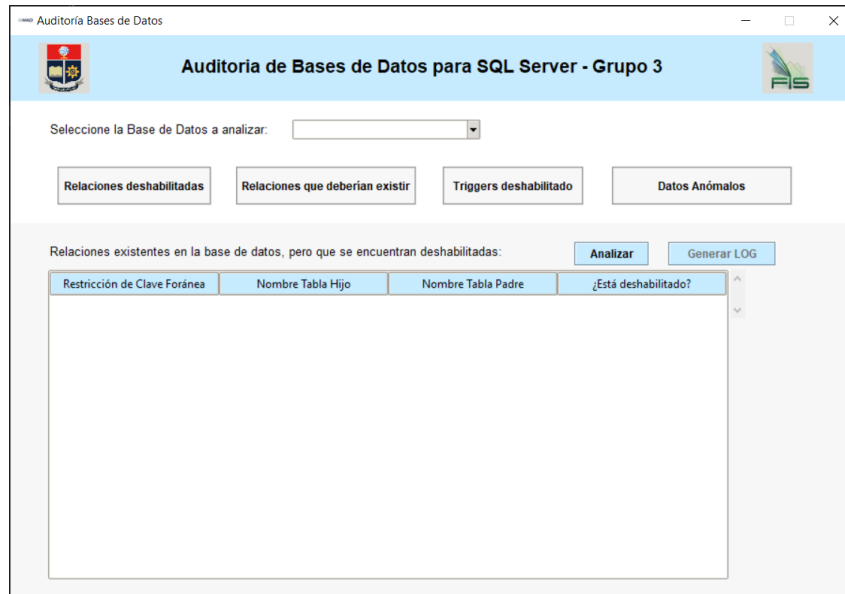 Auditoría Bases de Datos
Auditoria de Bases de Datos para SQL Server - Grupo 3
FIS
Seleccione la Base de Datos a analizar:
Relaciones deshabilitadas Relaciones que deberían existir Triggers deshabilitado Datos Anómalos
Relaciones existentes en la base de datos, pero que se encuentran deshabilitadas: Analizar Generar LOG
Restricción de Clave Foránea Nombre Tabla Hijo Nombre Tabla Padre ¿Está deshabilitado?